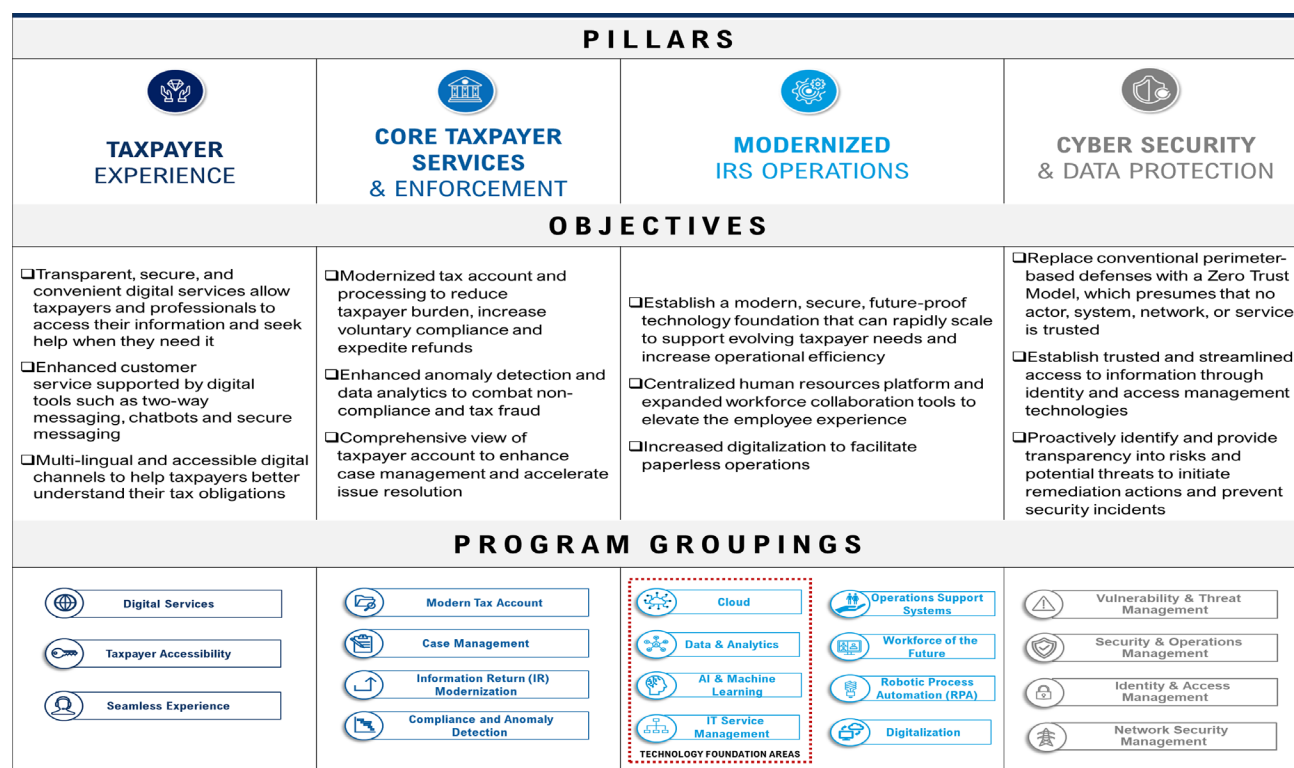 PILLARS
TAXPAYER
EXPERIENCE
CORE TAXPAYER
SERVICES
& ENFORCEMENT
MODERNIZED
IRS OPERATIONS
CYBER SECURITY
& DATA PROTECTION
OBJECTIVES
❑Transparent, secure, and
convenient digital services allow
taxpayers and professionals to
access their information and seek
help when they need it
❑Enhanced customer
service supported by digital
tools such as two-way
messaging, chatbots and secure
messaging
❑Multi-lingual and accessible digital
channels to help taxpayers better
understand their tax obligations
❑Modernized tax account and
processing to reduce
taxpayer burden, increase
voluntary compliance and
expedite refunds
❑Enhanced anomaly detection and
data analytics to combat non-
compliance and tax fraud
❑Comprehensive view of
taxpayer account to enhance
case management and accelerate
issue resolution
❑Establish a modern, secure, future-proof
technology foundation that can rapidly scale
to support evolving taxpayer needs and
increase operational efficiency
❑Centralized human resources platform and
expanded workforce collaboration tools to
elevate the employee experience
❑Increased digitalization to facilitate
paperless operations
❑Replace conventional perimeter-
based defenses with a Zero Trust
Model, which presumes that no
actor, system, network, or service
is trusted
❑Establish trusted and streamlined
access to information through
identity and access management
technologies
❑Proactively identify and provide
transparency into risks and
potential threats to initiate
remediation actions and prevent
security incidents
PROGRAM GROUPINGS
Digital Services
Taxpayer Accessibility
Seamless Experience
Modern Tax Account
Case Management
Information Return (IR)
Modernization
Compliance and Anomaly
Detection
Cloud
Data & Analytics
AI & Machine
Learning
IT Service
Management
TECHNOLOGY FOUNDATION AREAS
Operations Support
Systems
Workforce of the
Future
Robotic Process
Automation (RPA)
Digitalization
Vulnerability & Threat
Management
Security & Operations
Management
Identity & Access
Management
Network Security
Management